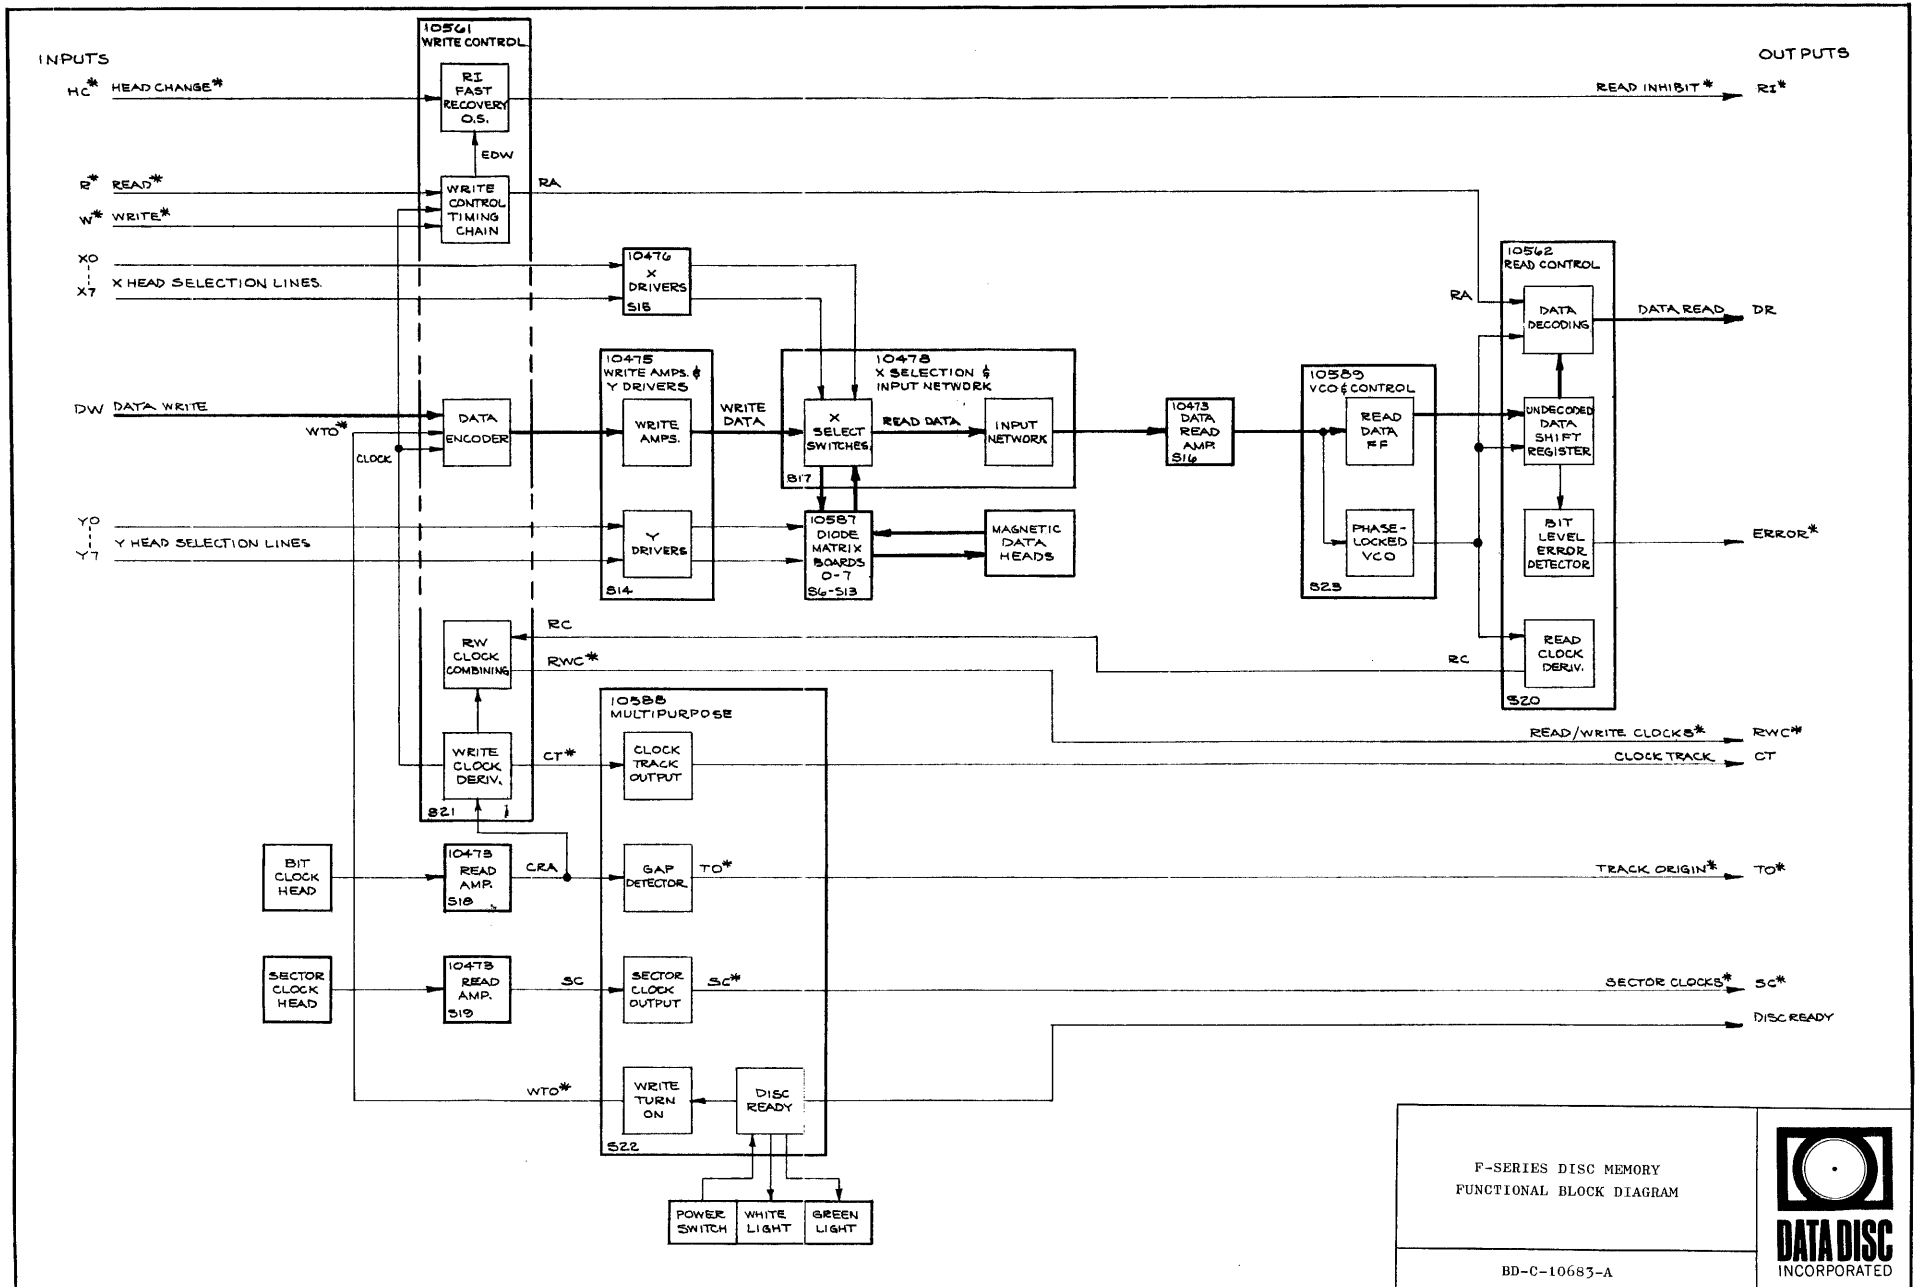 INPUTS
OUTPUTS
10561
WRITE CONTROL
HC* HEAD CHANGE*
RI
FAST
RECOVERY
O.S.
READ INHIBIT* RI*
EDW
R* READ*
W* WRITE*
WRITE
CONTROL
TIMING
CHAIN
RA
X0
X7
X HEAD SELECTION LINES.
10476
X
DRIVERS
S15
10562
READ CONTROL
RA
DATA
DECODING
DATA READ DR
10475
WRITE AMPS. &
Y DRIVERS
10478
X SELECTION &
INPUT NETWORK
10589
VCO & CONTROL
DW DATA WRITE
WTO*
CLOCK
DATA
ENCODER
WRITE
AMPS.
WRITE
DATA
X
SELECT
SWITCHES
READ DATA
INPUT
NETWORK
S17
10473
DATA
READ
AMP.
S16
READ
DATA
FF
UNDECODED
DATA
SHIFT
REGISTER
Y0
Y7
Y HEAD SELECTION LINES
Y
DRIVERS
S14
10587
DIODE
MATRIX
BOARDS
0-7
S6-S13
MAGNETIC
DATA
HEADS
PHASE-
LOCKED
VCO
S23
BIT
LEVEL
ERROR
DETECTOR
ERROR*
RW
CLOCK
COMBINING
RC
RWC*
RC
READ
CLOCK
DERIV.
S20
10588
MULTIPURPOSE
WRITE
CLOCK
DERIV.
S21
CT*
CLOCK
TRACK
OUTPUT
READ/WRITE CLOCKS* RWC*
CLOCK TRACK CT
BIT
CLOCK
HEAD
10473
READ
AMP.
S18
CRA
GAP
DETECTOR
TO*
TRACK ORIGIN* TO*
SECTOR
CLOCK
HEAD
10473
READ
AMP.
S19
SC
SECTOR
CLOCK
OUTPUT
SC*
SECTOR CLOCKS* SC*
DISC READY
WTO*
WRITE
TURN
ON
DISC
READY
S22
POWER
SWITCH
WHITE
LIGHT
GREEN
LIGHT
F-SERIES DISC MEMORY
FUNCTIONAL BLOCK DIAGRAM
BD-C-10683-A
DATA DISC
INCORPORATED